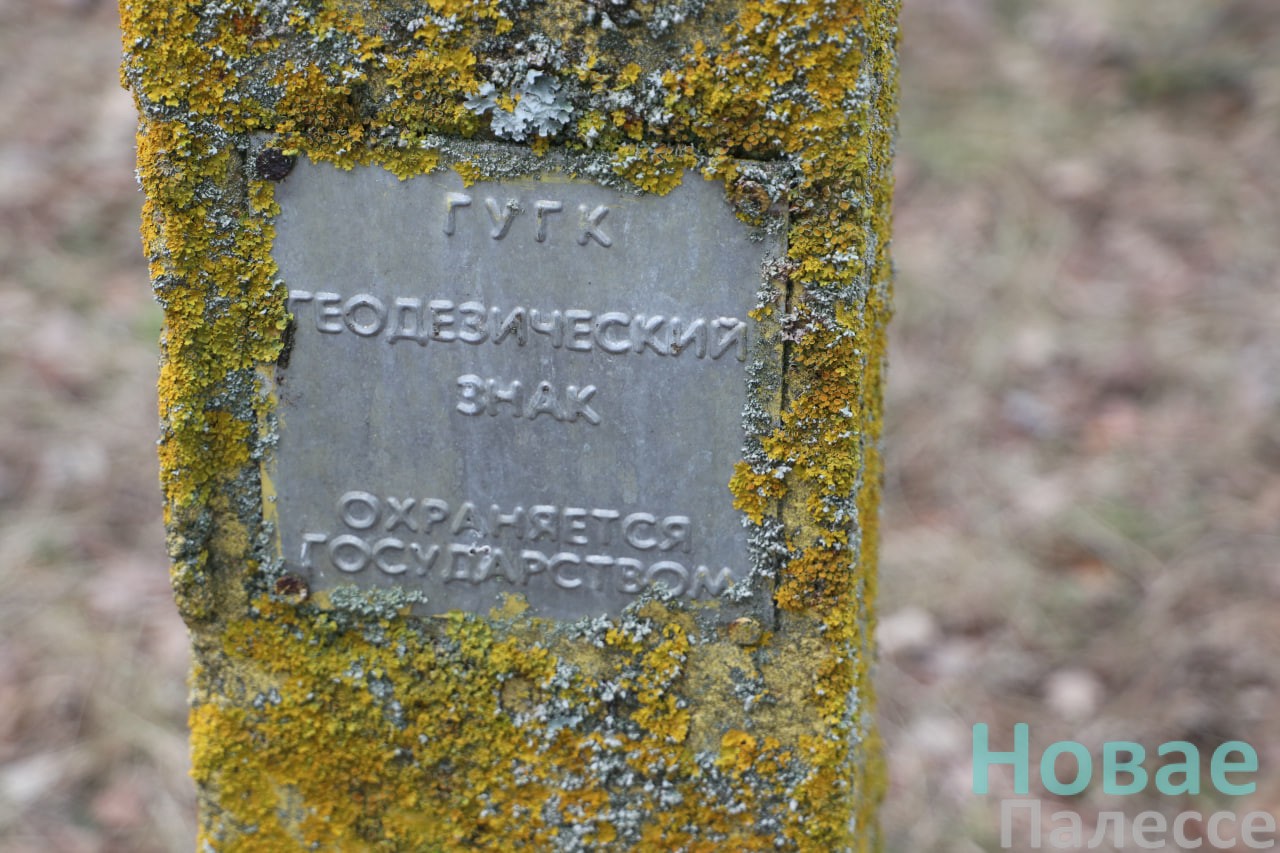 ГУГК
ГЕОДЕЗИЧЕСКИЙ
ЗНАК
ОХРАНЯЕТСЯ
ГОСУДАРСТВОМ
Новае
Палессе